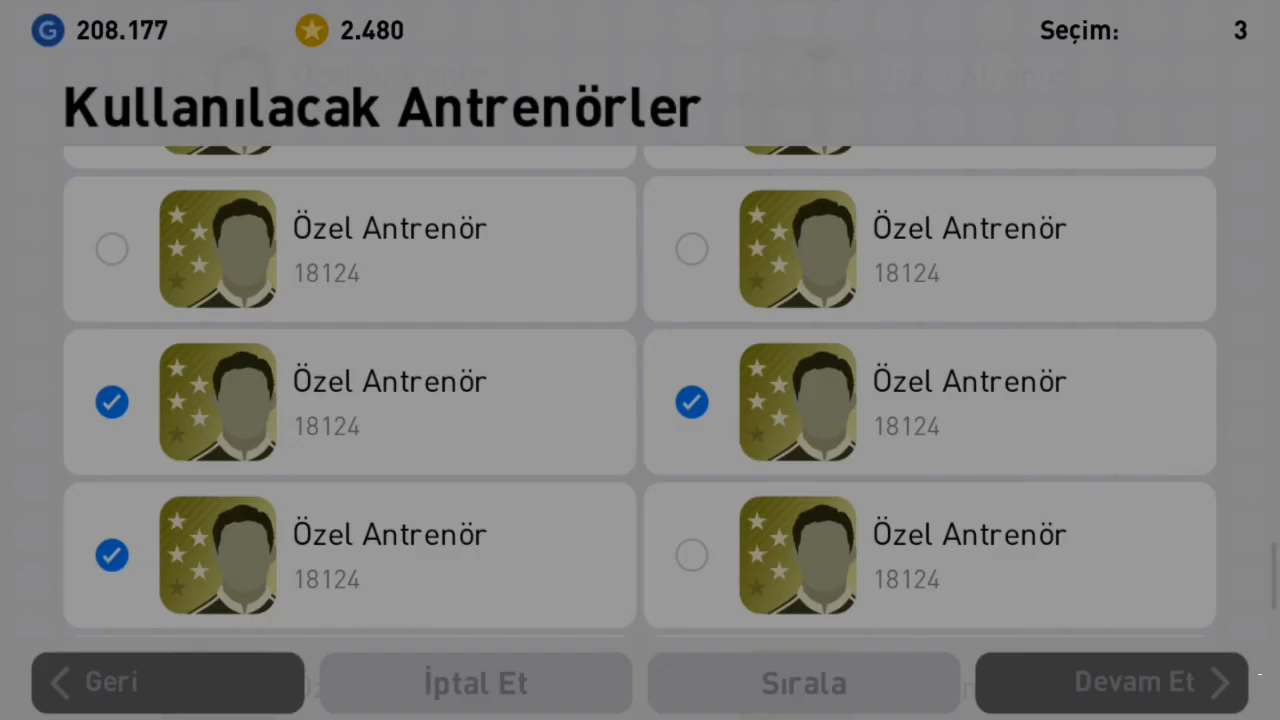 208.177
2.480
Seçim: 3
Kullanılacak Antrenörler
Özel Antrenör
18124
Özel Antrenör
18124
Özel Antrenör
18124
Özel Antrenör
18124
Özel Antrenör
18124
Özel Antrenör
18124
Geri
İptal Et
Sırala
Devam Et